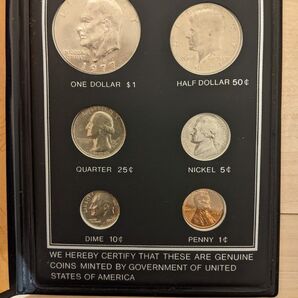 1977
ONE DOLLAR $1
HALF DOLLAR 50¢
QUARTER 25¢
NICKEL 5¢
DIME 10¢
PENNY 1¢
WE HEREBY CERTIFY THAT THESE ARE GENUINE
COINS MINTED BY GOVERNMENT OF UNITED
STATES OF AMERICA